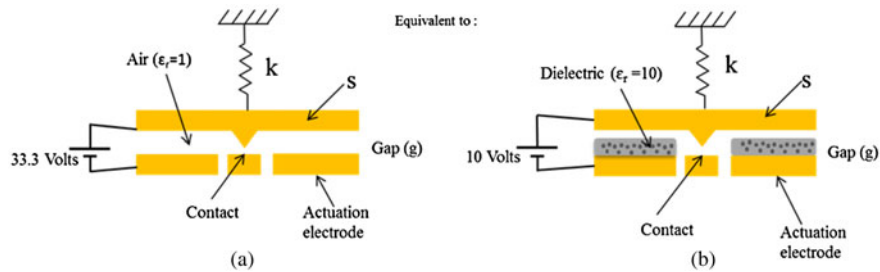 Equivalent to :
Air (εr=1)
k
S
33.3 Volts
Gap (g)
Contact
Actuation
electrode
(a)
Dielectric (εr =10)
k
S
10 Volts
Gap (g)
Contact
Actuation
electrode
(b)